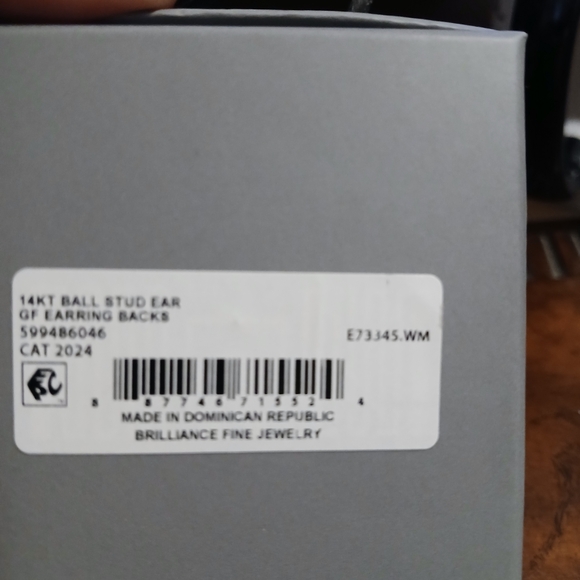 14KT BALL STUD EAR
GF EARRING BACKS
599486046
E73345.WM
CAT 2024
8 87746 71552 4
MADE IN DOMINICAN REPUBLIC
BRILLIANCE FINE JEWELRY